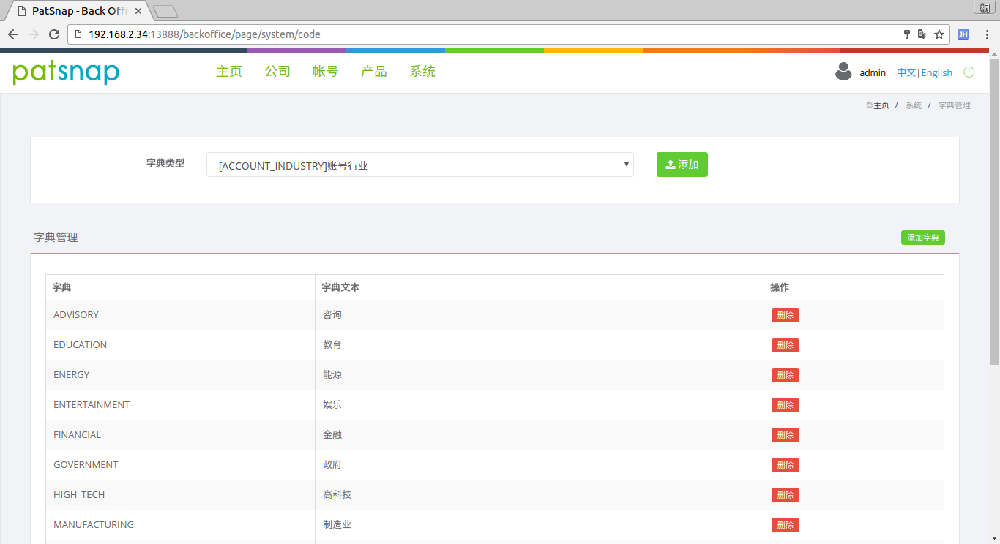 PatSnap - Back Offi
192.168.2.34:13888/backoffice/page/system/code
JH
patsnap
主页 公司 帐号 产品 系统
admin 中文|English
主页 / 系统 / 字典管理
字典类型 [ACCOUNT_INDUSTRY]账号行业 添加
字典管理 添加字典
字典 字典文本 操作
ADVISORY 咨询 删除
EDUCATION 教育 删除
ENERGY 能源 删除
ENTERTAINMENT 娱乐 删除
FINANCIAL 金融 删除
GOVERNMENT 政府 删除
HIGH_TECH 高科技 删除
MANUFACTURING 制造业 删除